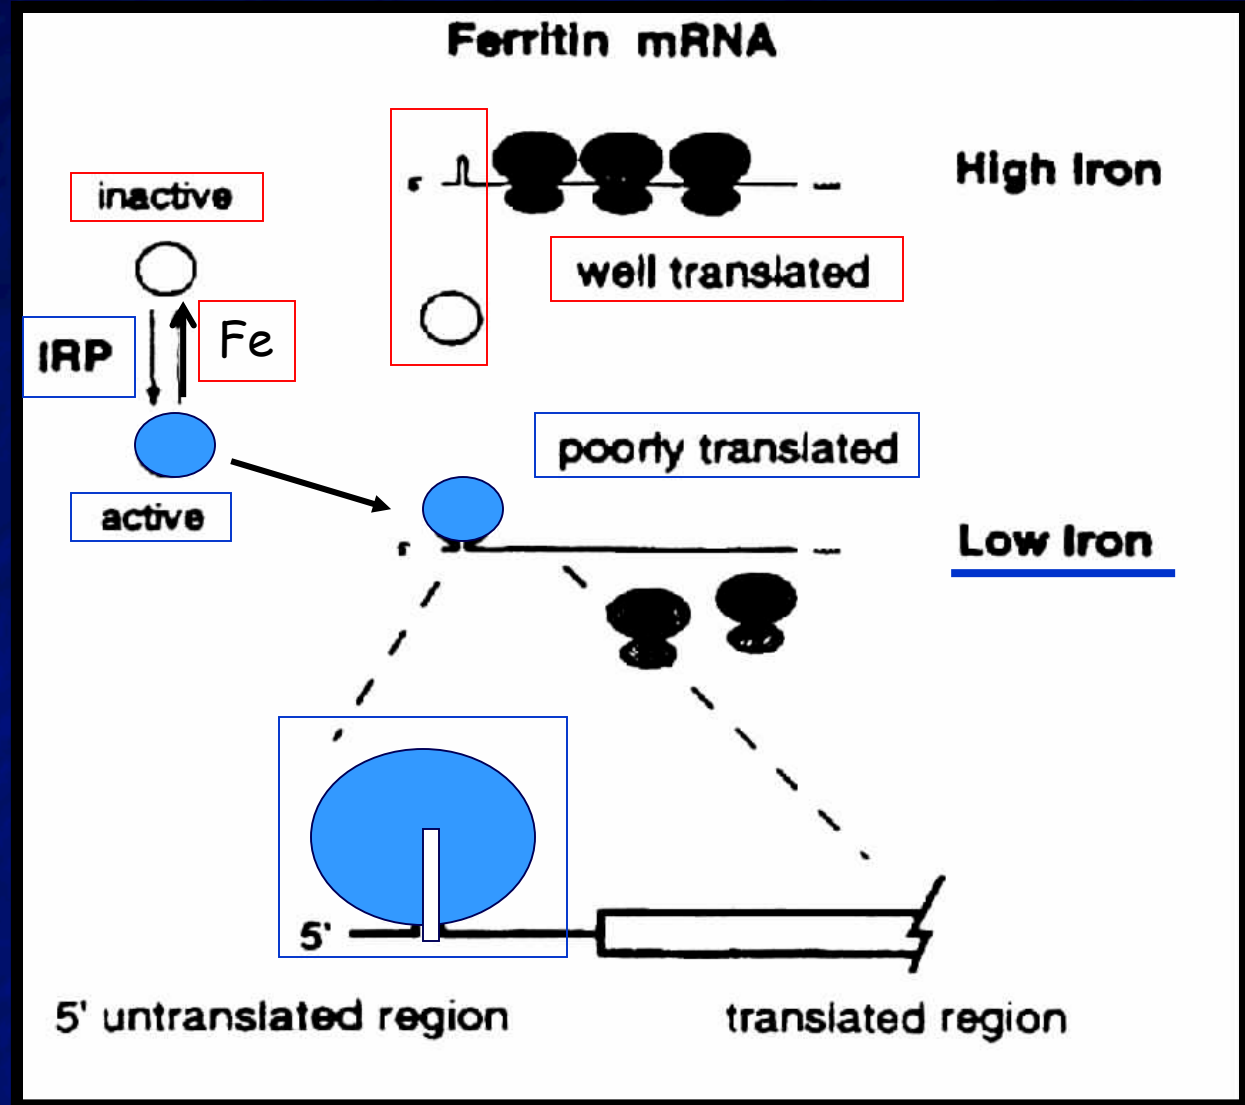 Ferritin mRNA
High Iron
inactive
well translated
Fe
IRP
poorly translated
active
Low Iron
5'
5' untranslated region
translated region